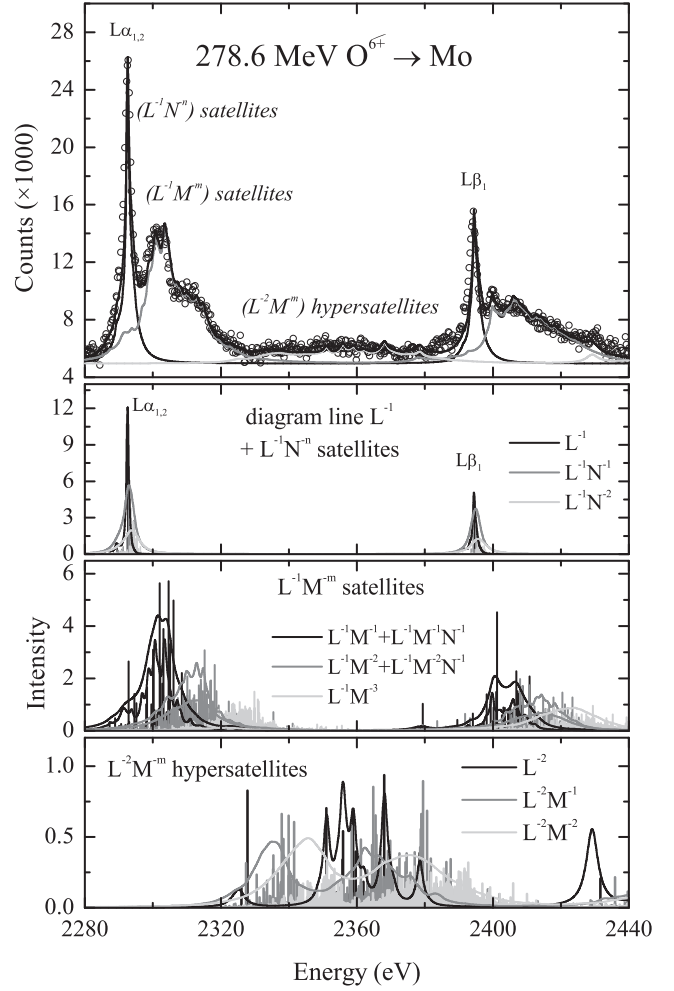 Lα1,2
278.6 MeV O6+ → Mo
(L-1N-n) satellites
(L-1Mm) satellites
Lβ1
(L-2Mm) hypersatellites
Counts (×1000)
28
24
20
16
12
8
4
Lα1,2
diagram line L-1
+ L-1N-n satellites
Lβ1
L-1
L-1N-1
L-1N-2
12
9
6
3
0
L-1M-m satellites
L-1M-1+L-1M-1N-1
L-1M-2+L-1M-2N-1
L-1M-3
Intensity
6
4
2
0
L-2M-m hypersatellites
L-2
L-2M-1
L-2M-2
1.0
0.5
0.0
2280 2320 2360 2400 2440
Energy (eV)